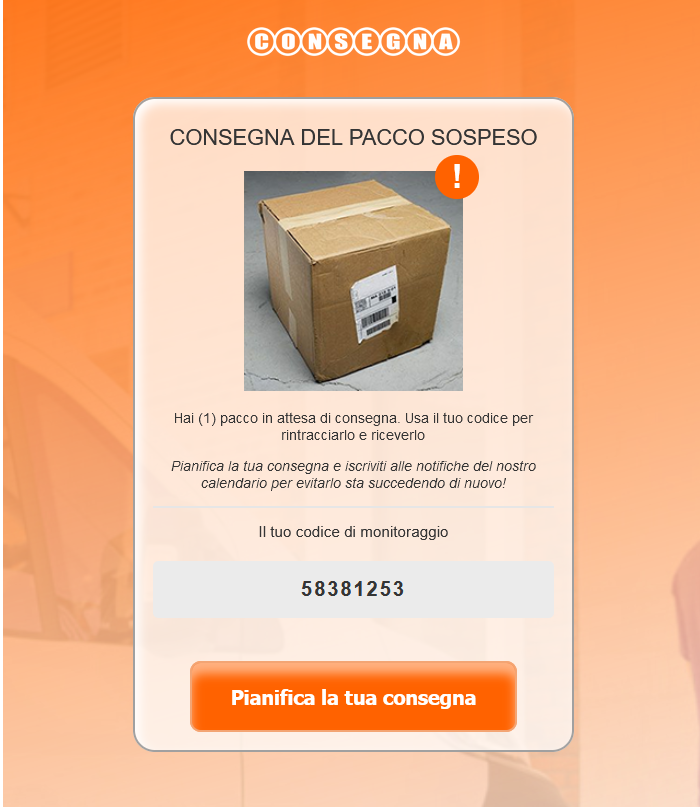 CONSEGNA
CONSEGNA DEL PACCO SOSPESO
!
Hai (1) pacco in attesa di consegna. Usa il tuo codice per
rintracciarlo e riceverlo
Pianifica la tua consegna e iscriviti alle notifiche del nostro
calendario per evitarlo sta succedendo di nuovo!
Il tuo codice di monitoraggio
58381253
Pianifica la tua consegna